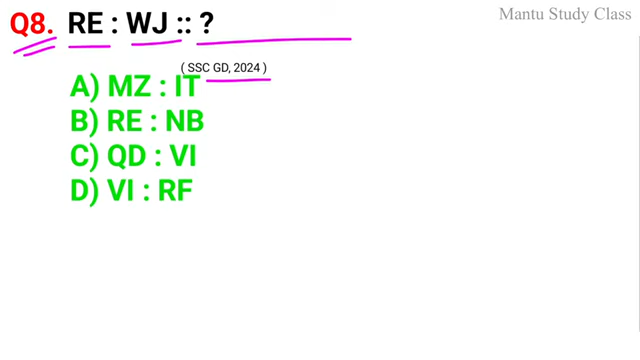 Mantu Study Class
Q8. RE : WJ :: ?
( SSC GD, 2024 )
A) MZ : IT
B) RE : NB
C) QD : VI
D) VI : RF